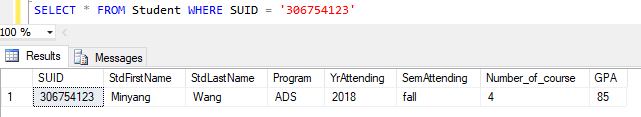 SELECT * FROM Student WHERE SUID = '306754123'
100 %
Results Messages
SUID StdFirstName StdLastName Program YrAttending SemAttending Number_of_course GPA
1 306754123 Minyang Wang ADS 2018 fall 4 85